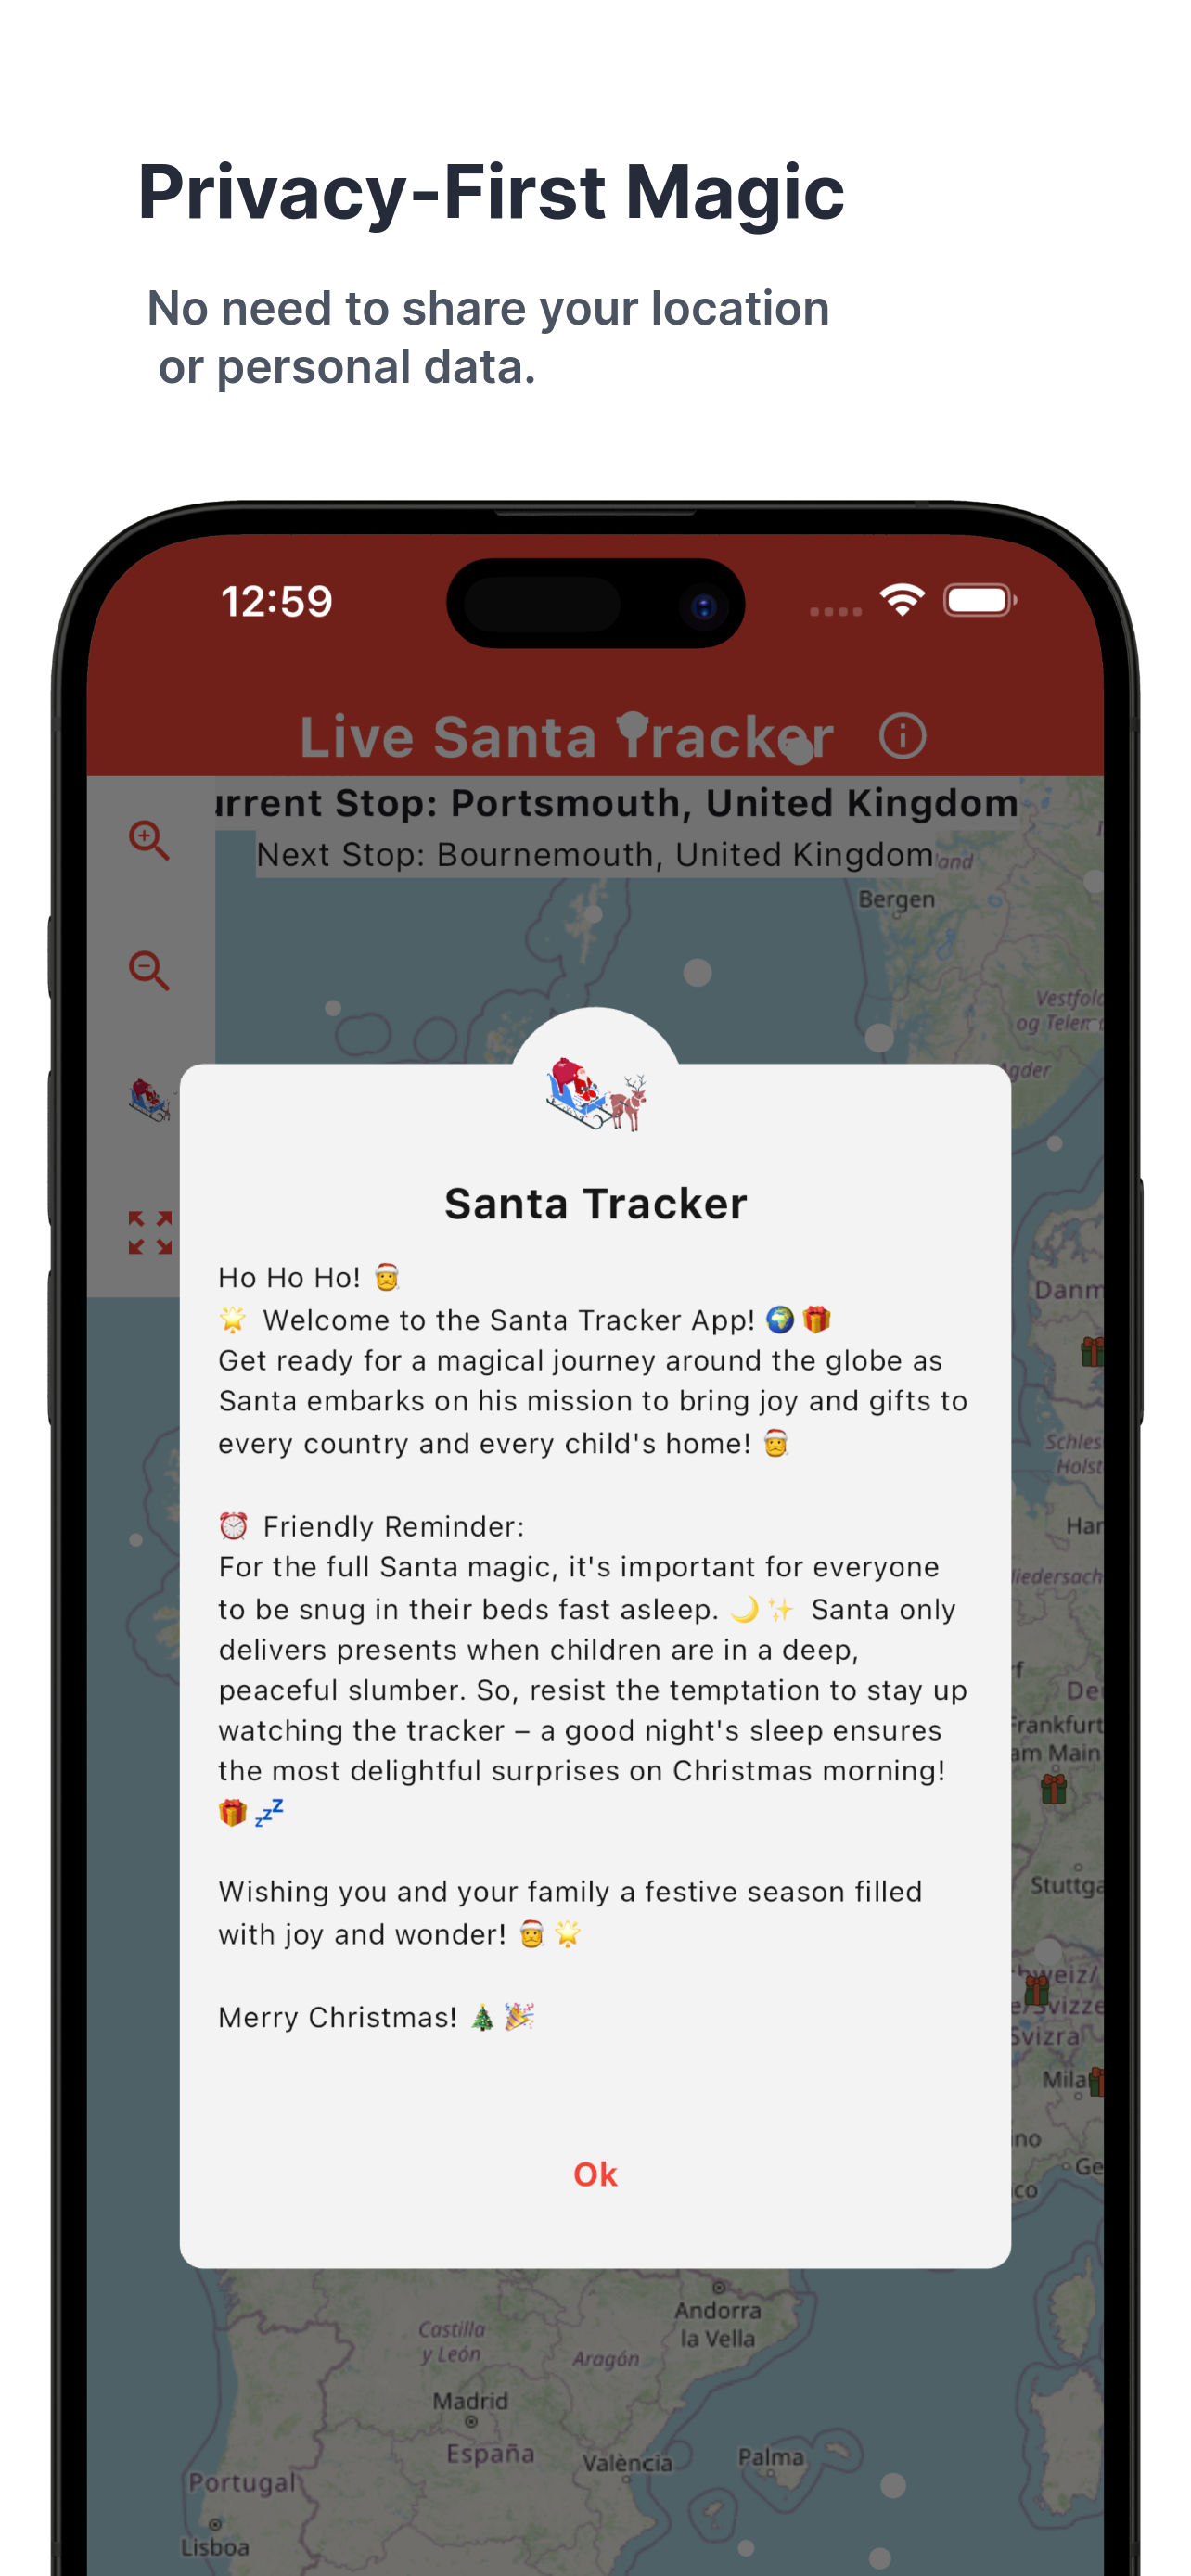 Privacy-First Magic
No need to share your location
or personal data.
12:59
Live Santa Tracker
urrent Stop: Portsmouth, United Kingdom
Next Stop: Bournemouth, United Kingdom
land
Bergen
Vestfold
og Telem
Agder
Santa Tracker
Ho Ho Ho! 🎅
🌟 Welcome to the Santa Tracker App! 🌍🎁
Get ready for a magical journey around the globe as
Santa embarks on his mission to bring joy and gifts to
every country and every child's home! 🎅
⏰ Friendly Reminder:
For the full Santa magic, it's important for everyone
to be snug in their beds fast asleep. 🌙✨ Santa only
delivers presents when children are in a deep,
peaceful slumber. So, resist the temptation to stay up
watching the tracker – a good night's sleep ensures
the most delightful surprises on Christmas morning!
🎁💤
Wishing you and your family a festive season filled
with joy and wonder! 🎅🌟
Merry Christmas! 🎄🎉
Ok
Danm
Schles
Holst
Har
liedersach
rf
De
Frankfurt
am Main
Stuttga
hweiz/
e/Svizze
Svizra
Mila
ino
Ge
co
Andorra
la Vella
Castilla
y León
Aragón
Madrid
España
València
Palma
Portugal
Lisboa